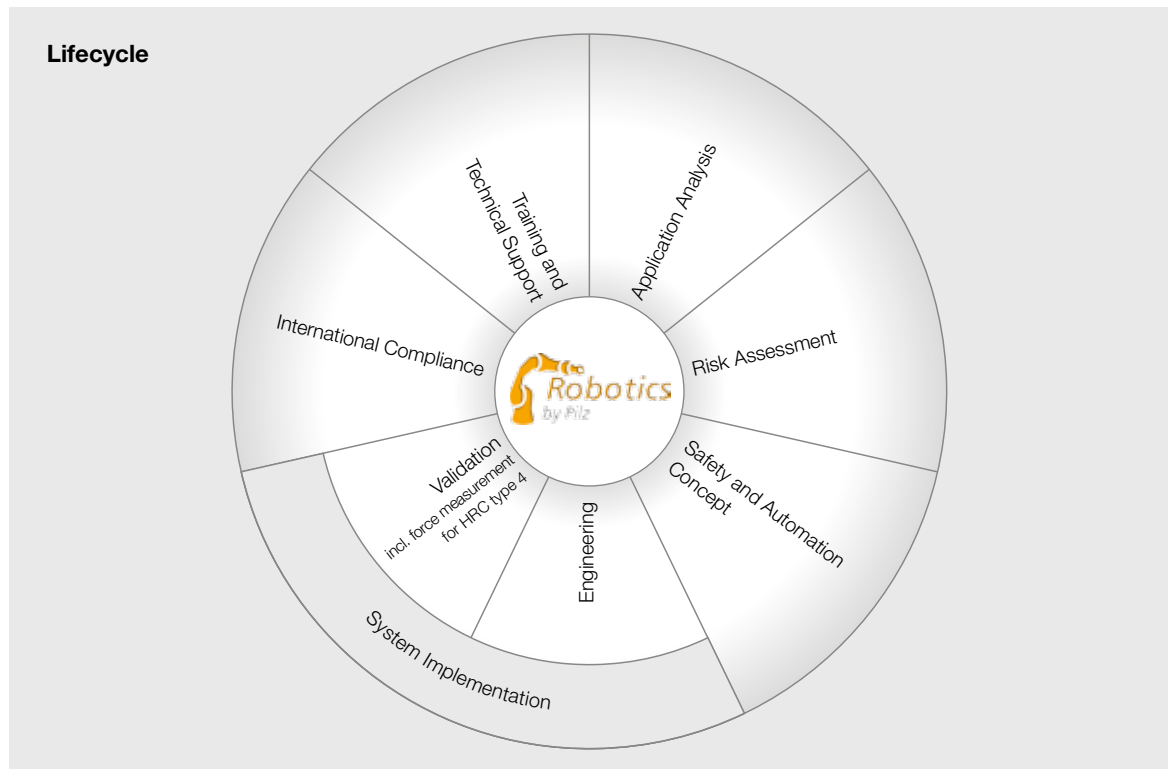 Lifecycle
Application Analysis
Risk Assessment
Safety and Automation
Concept
Engineering
Validation
incl. force measurement
for HRC type 4
System Implementation
International Compliance
Training and
Technical Support
Robotics
by Pilz